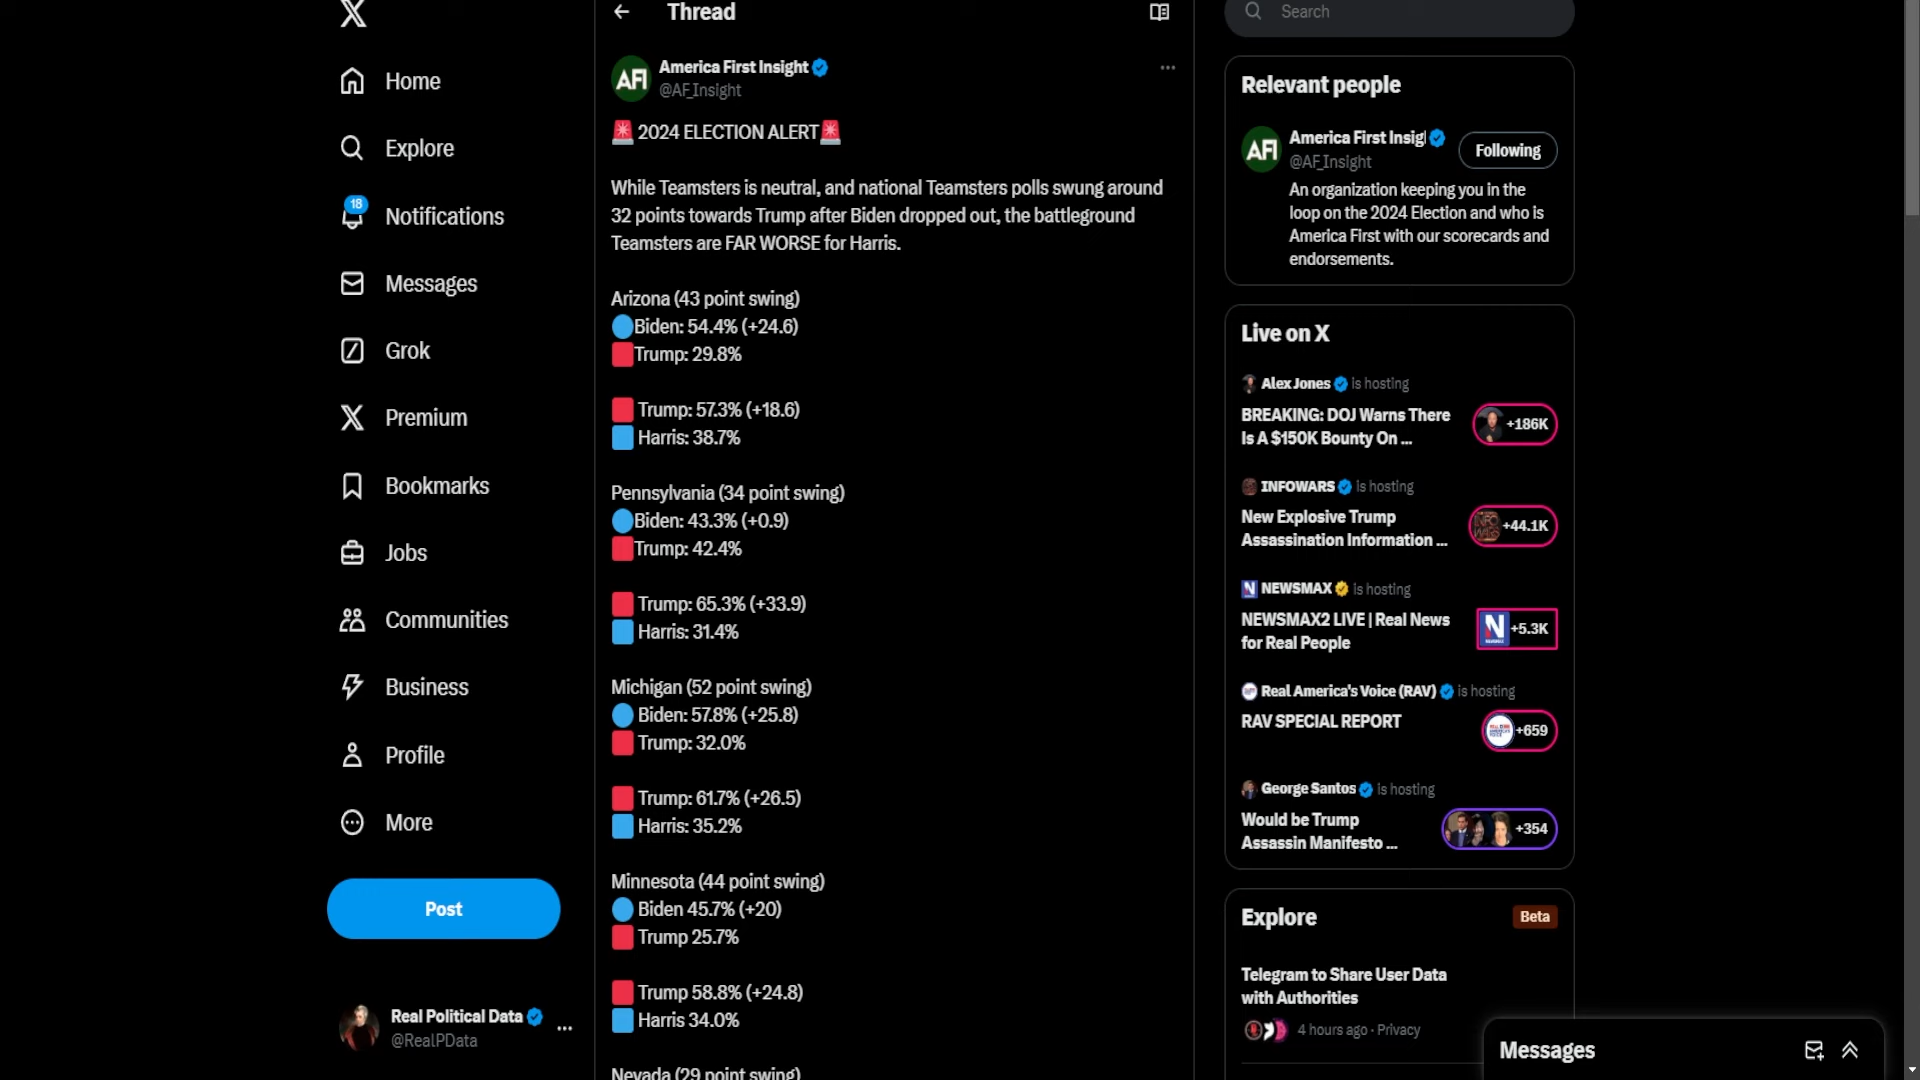 Home
Explore
18
Notifications
Messages
Grok
Premium
Bookmarks
Jobs
Communities
Business
Profile
More
Post
Real Political Data
@RealPData
Thread
AFI
America First Insight
@AF_Insight
2024 ELECTION ALERT
While Teamsters is neutral, and national Teamsters polls swung around
32 points towards Trump after Biden dropped out, the battleground
Teamsters are FAR WORSE for Harris.
Arizona (43 point swing)
Biden: 54.4% (+24.6)
Trump: 29.8%
Trump: 57.3% (+18.6)
Harris: 38.7%
Pennsylvania (34 point swing)
Biden: 43.3% (+0.9)
Trump: 42.4%
Trump: 65.3% (+33.9)
Harris: 31.4%
Michigan (52 point swing)
Biden: 57.8% (+25.8)
Trump: 32.0%
Trump: 61.7% (+26.5)
Harris: 35.2%
Minnesota (44 point swing)
Biden 45.7% (+20)
Trump 25.7%
Trump 58.8% (+24.8)
Harris 34.0%
Nevada (29 point swing)
Search
Relevant people
AFI
America First Insig
@AF_Insight
Following
An organization keeping you in the
loop on the 2024 Election and who is
America First with our scorecards and
endorsements.
Live on X
Alex Jones is hosting
BREAKING: DOJ Warns There
Is A $150K Bounty On ...
+186K
INFOWARS is hosting
New Explosive Trump
Assassination Information ...
+44.1K
NEWSMAX is hosting
NEWSMAX2 LIVE | Real News
for Real People
+5.3K
Real America's Voice (RAV) is hosting
RAV SPECIAL REPORT
+659
George Santos is hosting
Would be Trump
Assassin Manifesto ...
+354
Explore
Beta
Telegram to Share User Data
with Authorities
4 hours ago · Privacy
Messages